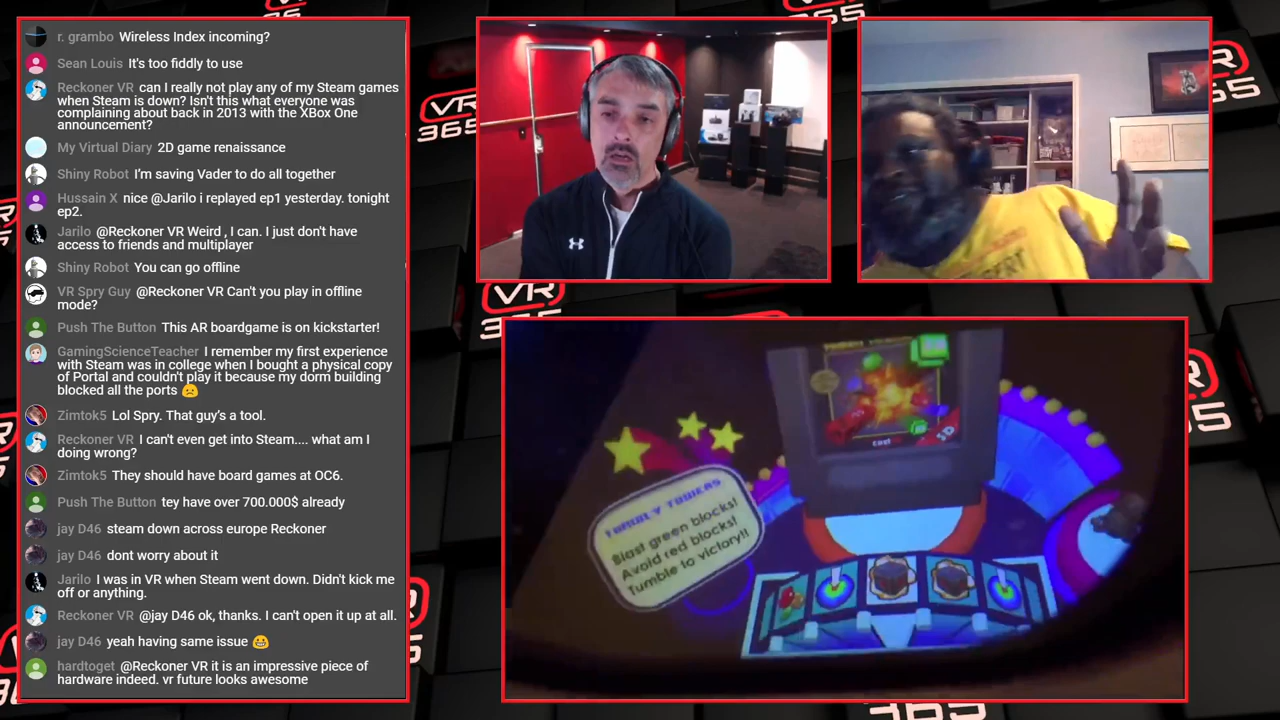 r. grambo Wireless Index incoming?
Sean Louis It's too fiddly to use
Reckoner VR can I really not play any of my Steam games
when Steam is down? Isn't this what everyone was
complaining about back in 2013 with the XBox One
announcement?
My Virtual Diary 2D game renaissance
Shiny Robot I'm saving Vader to do all together
Hussain X nice @Jarilo i replayed ep1 yesterday. tonight
ep2.
Jarilo @Reckoner VR Weird , I can. I just don't have
access to friends and multiplayer
Shiny Robot You can go offline
VR Spry Guy @Reckoner VR Can't you play in offline
mode?
Push The Button This AR boardgame is on kickstarter!
GamingScienceTeacher I remember my first experience
with Steam was in college when I bought a physical copy
of Portal and couldn't play it because my dorm building
blocked all the ports 🙁
Zimtok5 Lol Spry. That guy's a tool.
Reckoner VR I can't even get into Steam.... what am I
doing wrong?
Zimtok5 They should have board games at OC6.
Push The Button tey have over 700.000$ already
jay D46 steam down across europe Reckoner
jay D46 dont worry about it
Jarilo I was in VR when Steam went down. Didn't kick me
off or anything.
Reckoner VR @jay D46 ok, thanks. I can't open it up at all.
jay D46 yeah having same issue 😀
hardtoget @Reckoner VR it is an impressive piece of
hardware indeed. vr future looks awesome
VR
365
VR
365
TUMBLY TOWERS
Blast green blocks!
Avoid red blocks!
Tumble to victory!!